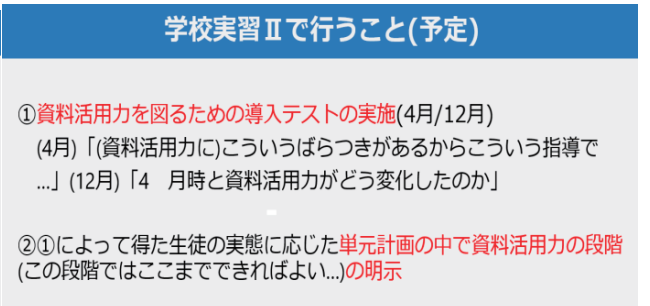 学校実習Ⅱで行うこと(予定)
①資料活用力を図るための導入テストの実施(4月/12月)
(4月)「(資料活用力に)こういうばらつきがあるからこういう指導で
...」(12月)「4　月時と資料活用力がどう変化したのか」
②①によって得た生徒の実態に応じた単元計画の中で資料活用力の段階
(この段階ではここまでできればよい...)の明示